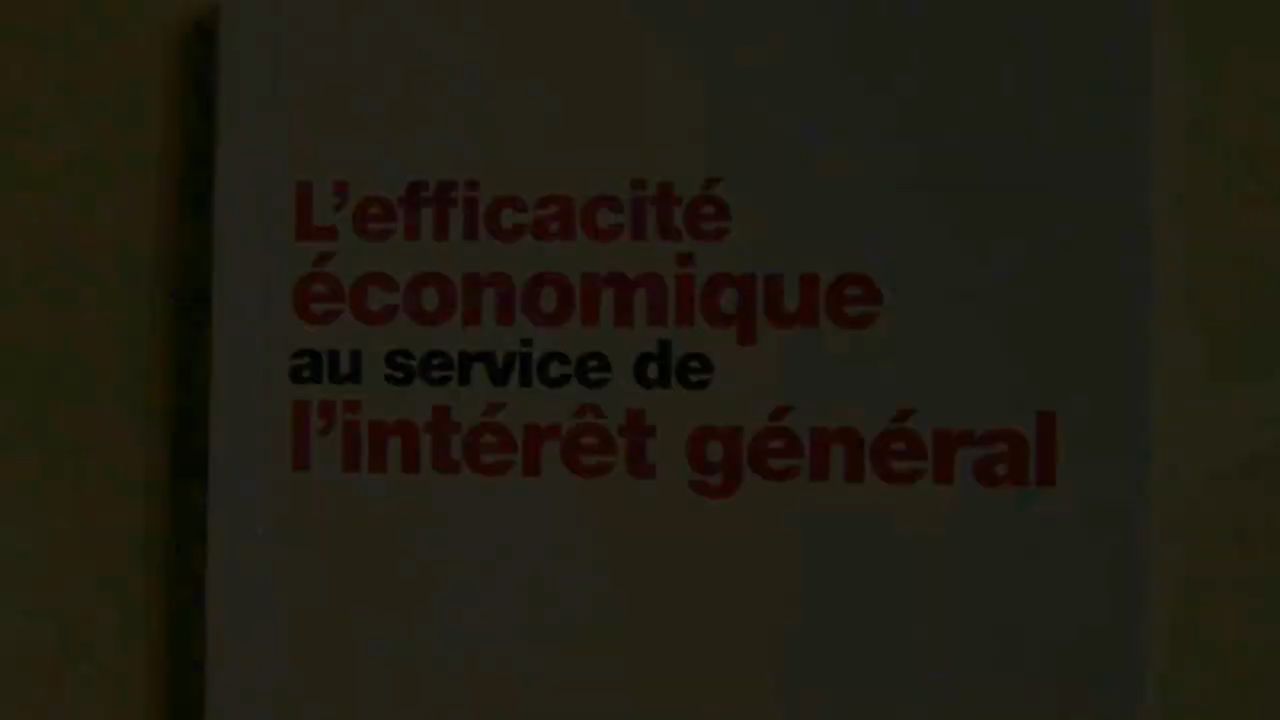 L'efficacité
économique
au service de
l'intérêt général